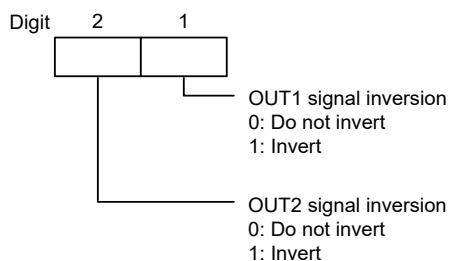 Digit 2 1
OUT1 signal inversion
0: Do not invert
1: Invert
OUT2 signal inversion
0: Do not invert
1: Invert